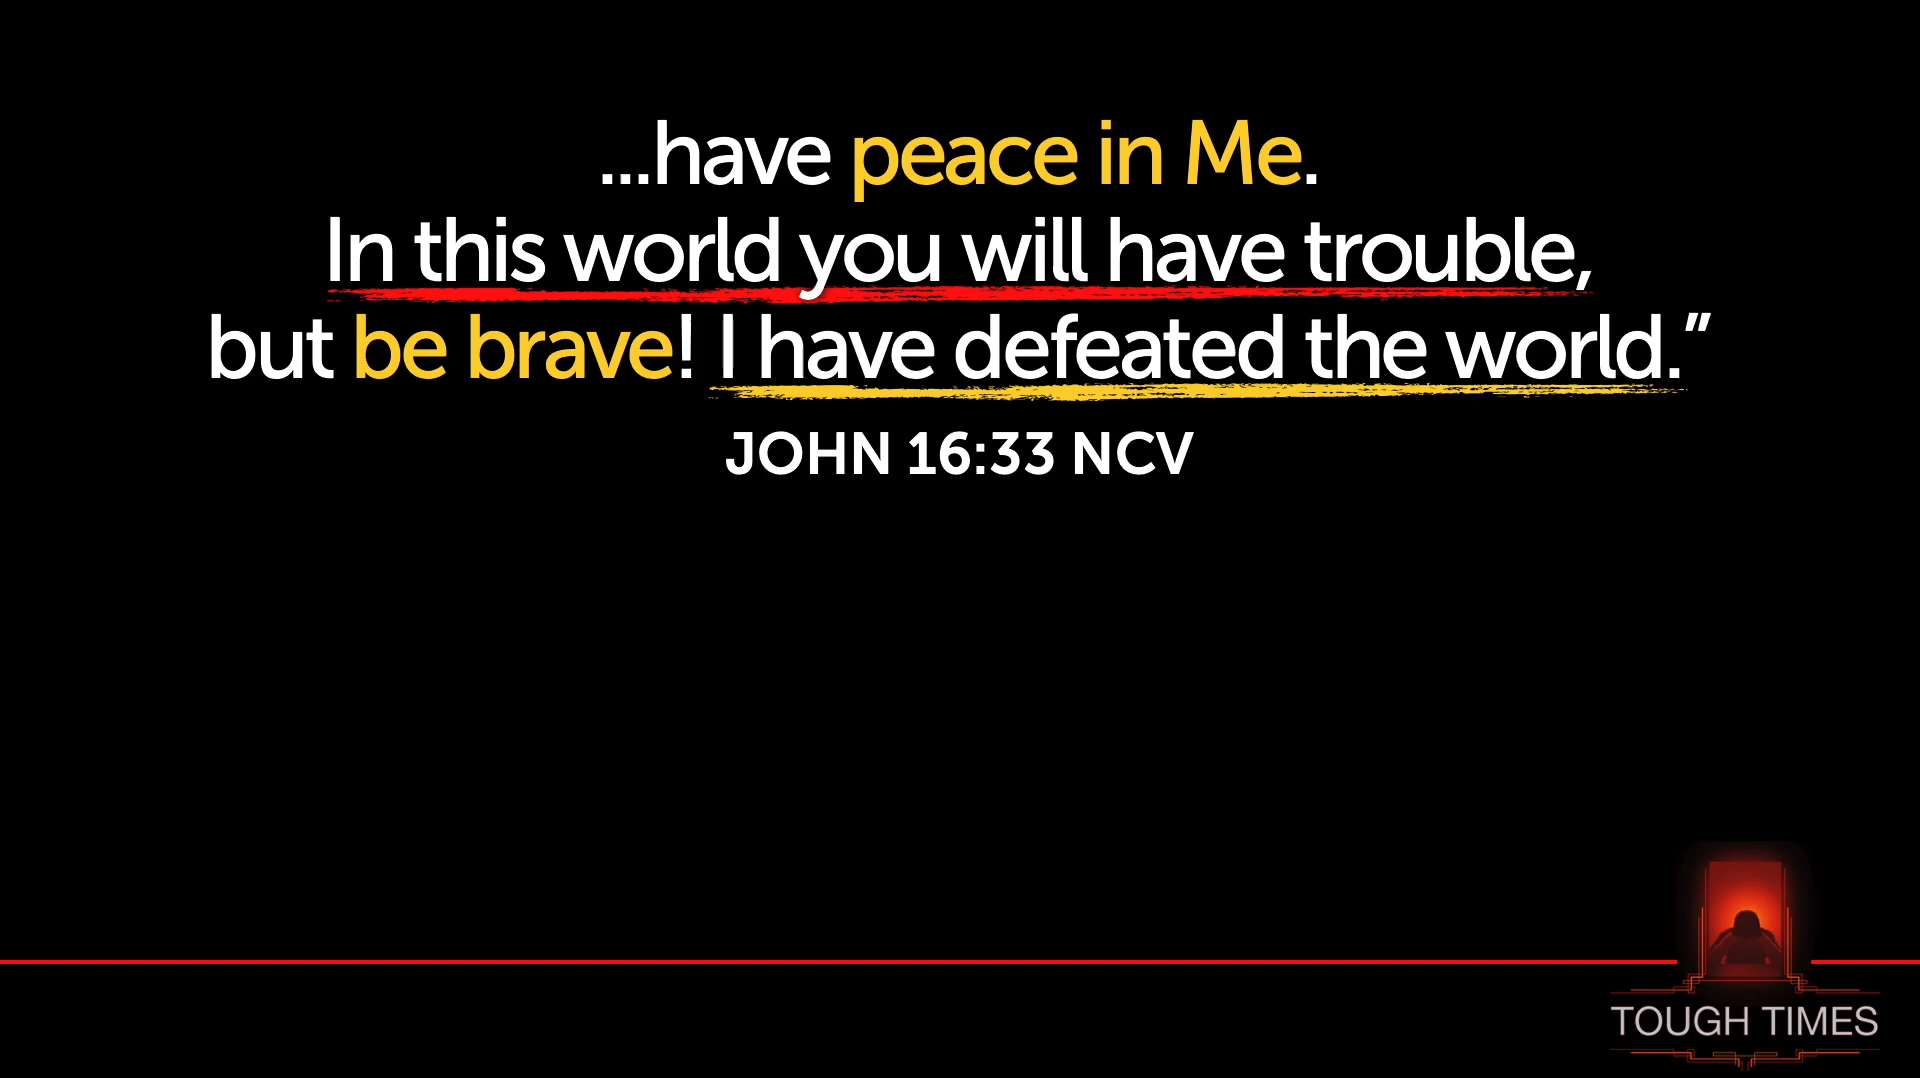 ...have peace in Me.
In this world you will have trouble,
but be brave! I have defeated the world.”
JOHN 16:33 NCV
TOUGH TIMES